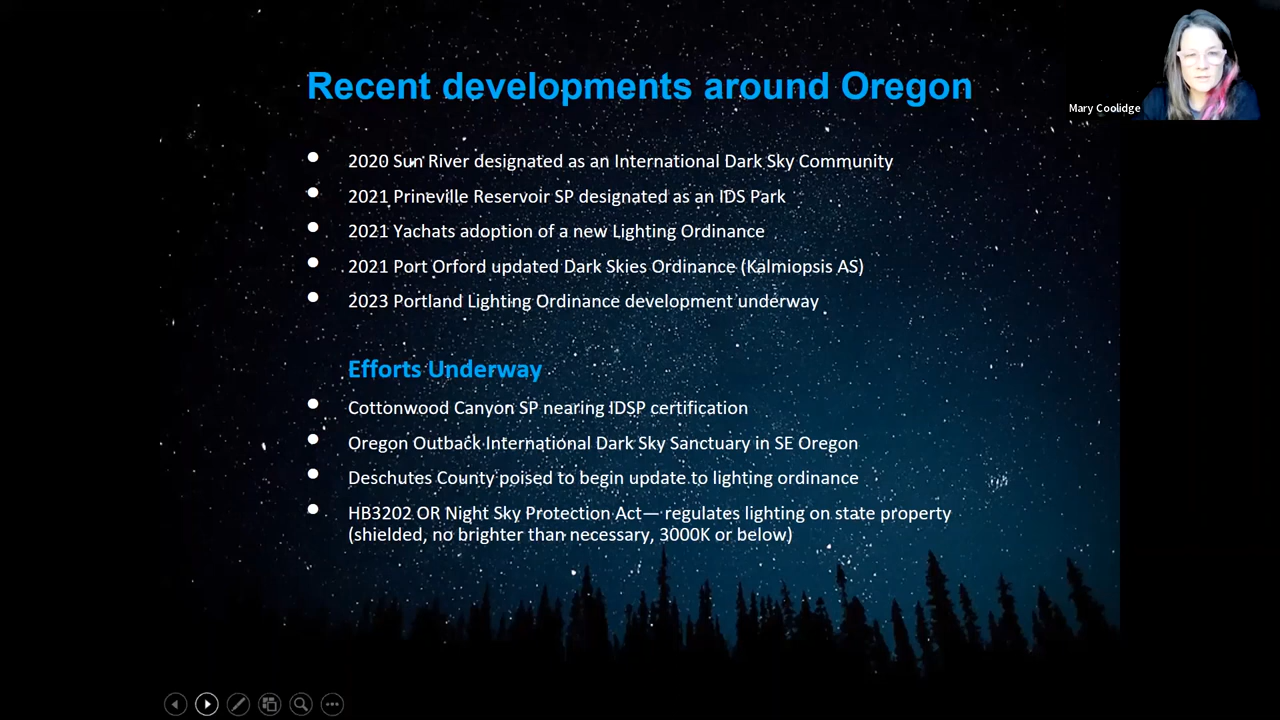 Recent developments around Oregon
Mary Coolidge
2020 Sun River designated as an International Dark Sky Community
2021 Prineville Reservoir SP designated as an IDS Park
2021 Yachats adoption of a new Lighting Ordinance
2021 Port Orford updated Dark Skies Ordinance (Kalmiopsis AS)
2023 Portland Lighting Ordinance development underway
Efforts Underway
Cottonwood Canyon SP nearing IDSP certification
Oregon Outback International Dark Sky Sanctuary in SE Oregon
Deschutes County poised to begin update to lighting ordinance
HB3202 OR Night Sky Protection Act— regulates lighting on state property
(shielded, no brighter than necessary, 3000K or below)